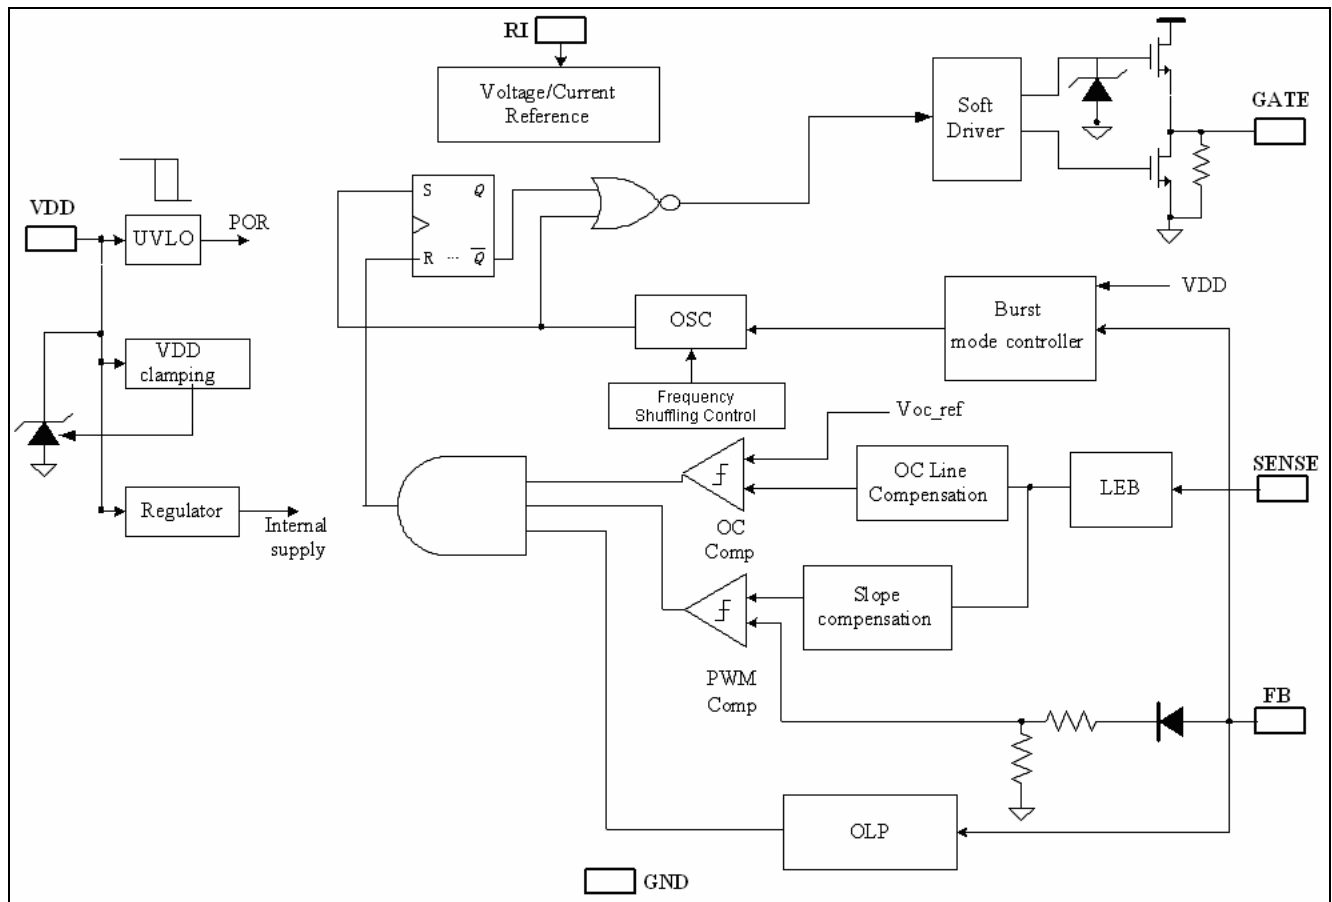 RI
Voltage/Current
Reference
Soft
Driver
GATE
VDD
UVLO
POR
S Q
R ... Q̅
OSC
Burst
mode controller
VDD
VDD
clamping
Frequency
Shuffling Control
Voc_ref
Regulator
Internal
supply
OC
Comp
OC Line
Compensation
LEB
SENSE
Slope
compensation
PWM
Comp
FB
OLP
GND